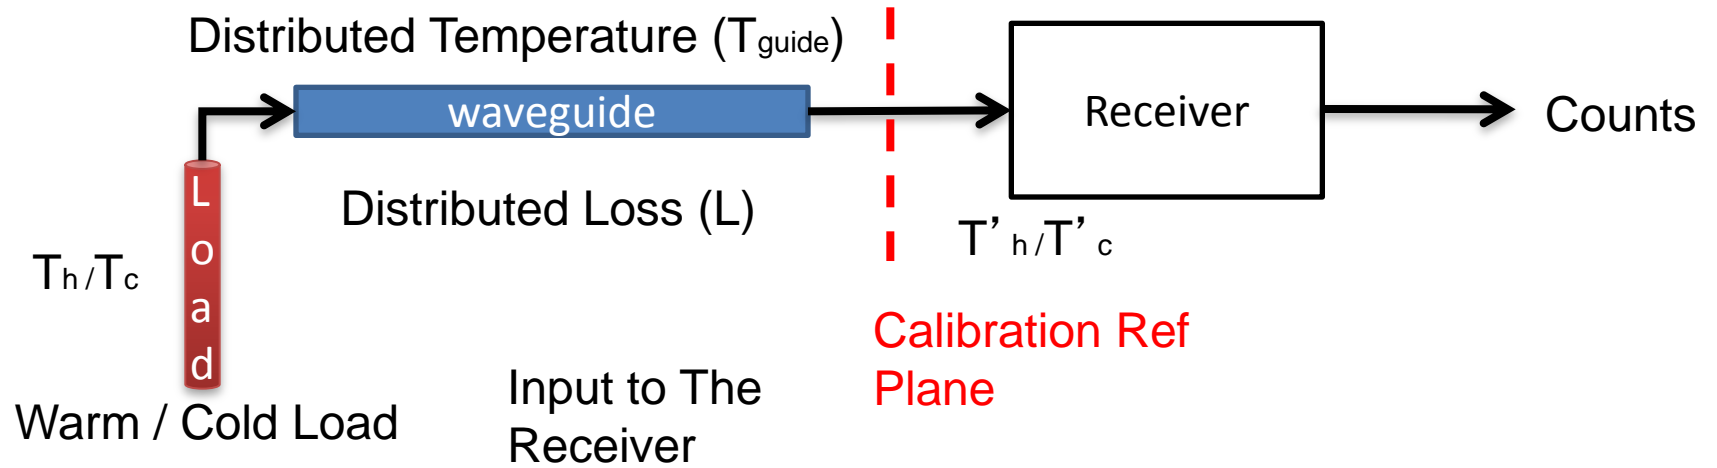 Distributed Temperature (Tguide)
waveguide
Receiver
Counts
Load
Distributed Loss (L)
T’h/T’c
Th/Tc
Calibration Ref
Plane
Input to The
Receiver
Warm / Cold Load